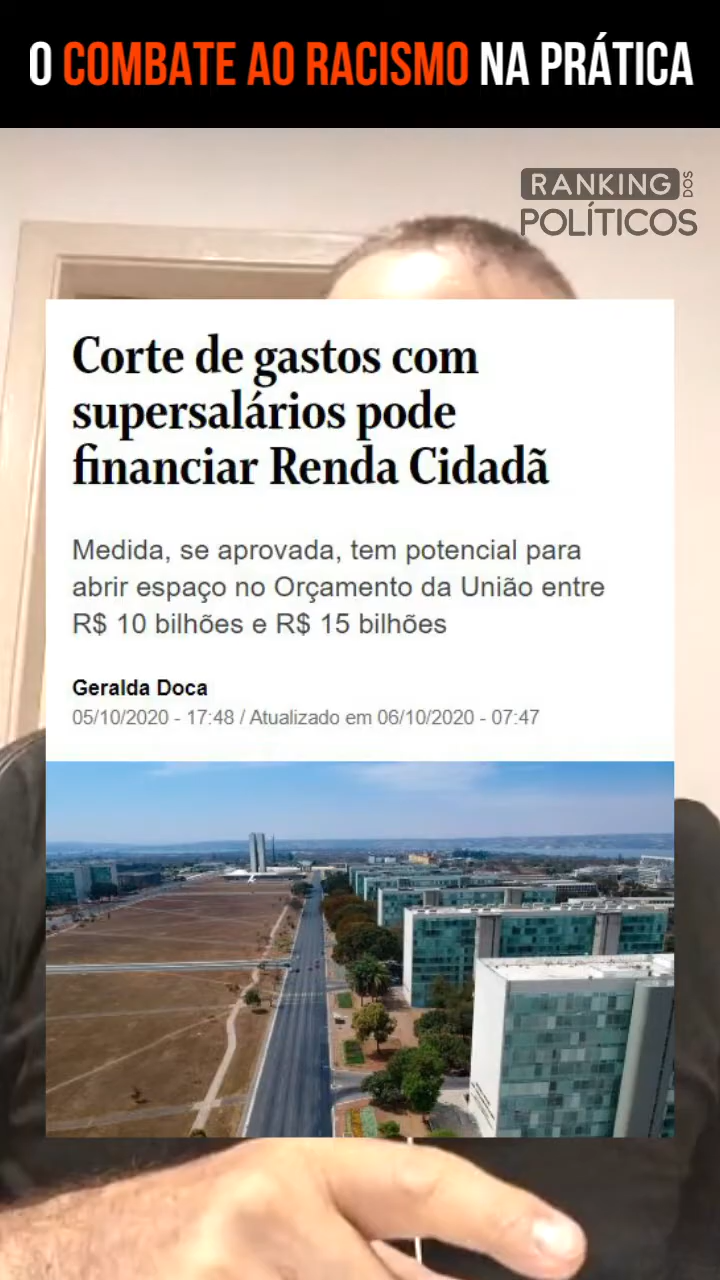 O COMBATE AO RACISMO NA PRÁTICA
RANKING DOS
POLÍTICOS
Corte de gastos com
supersalários pode
financiar Renda Cidadã
Medida, se aprovada, tem potencial para
abrir espaço no Orçamento da União entre
R$ 10 bilhões e R$ 15 bilhões
Geralda Doca
05/10/2020 - 17:48 / Atualizado em 06/10/2020 - 07:47